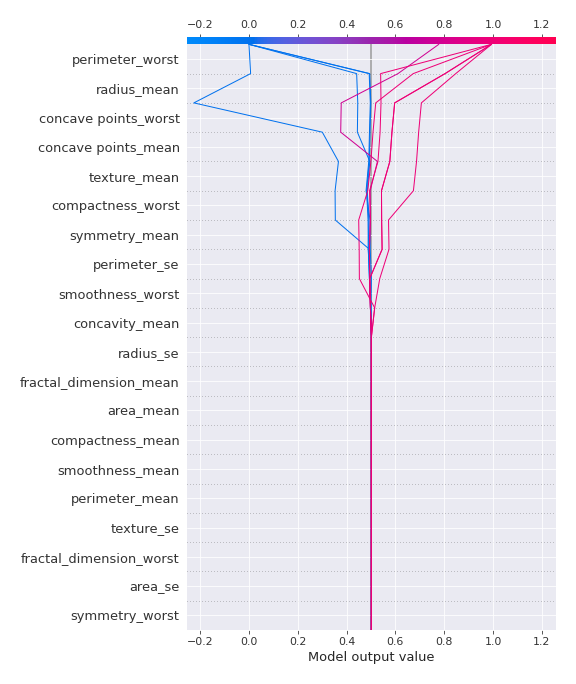 −0.2 0.0 0.2 0.4 0.6 0.8 1.0 1.2
perimeter_worst
radius_mean
concave points_worst
concave points_mean
texture_mean
compactness_worst
symmetry_mean
perimeter_se
smoothness_worst
concavity_mean
radius_se
fractal_dimension_mean
area_mean
compactness_mean
smoothness_mean
perimeter_mean
texture_se
fractal_dimension_worst
area_se
symmetry_worst
−0.2 0.0 0.2 0.4 0.6 0.8 1.0 1.2
Model output value